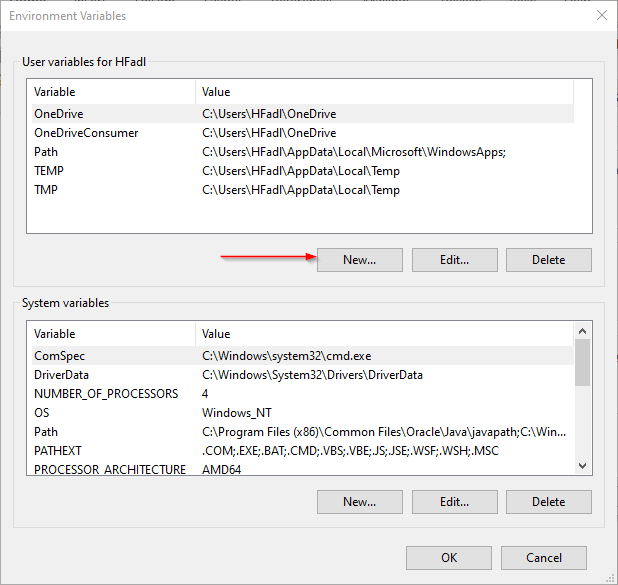 Environment Variables
User variables for HFadl
Variable Value
OneDrive C:\Users\HFadl\OneDrive
OneDriveConsumer C:\Users\HFadl\OneDrive
Path C:\Users\HFadl\AppData\Local\Microsoft\WindowsApps;
TEMP C:\Users\HFadl\AppData\Local\Temp
TMP C:\Users\HFadl\AppData\Local\Temp
New... Edit... Delete
System variables
Variable Value
ComSpec C:\Windows\system32\cmd.exe
DriverData C:\Windows\System32\Drivers\DriverData
NUMBER_OF_PROCESSORS 4
OS Windows_NT
Path C:\Program Files (x86)\Common Files\Oracle\Java\javapath;C:\Win...
PATHEXT .COM;.EXE;.BAT;.CMD;.VBS;.VBE;.JS;.JSE;.WSF;.WSH;.MSC
PROCESSOR_ARCHITECTURE AMD64
New... Edit... Delete
OK Cancel